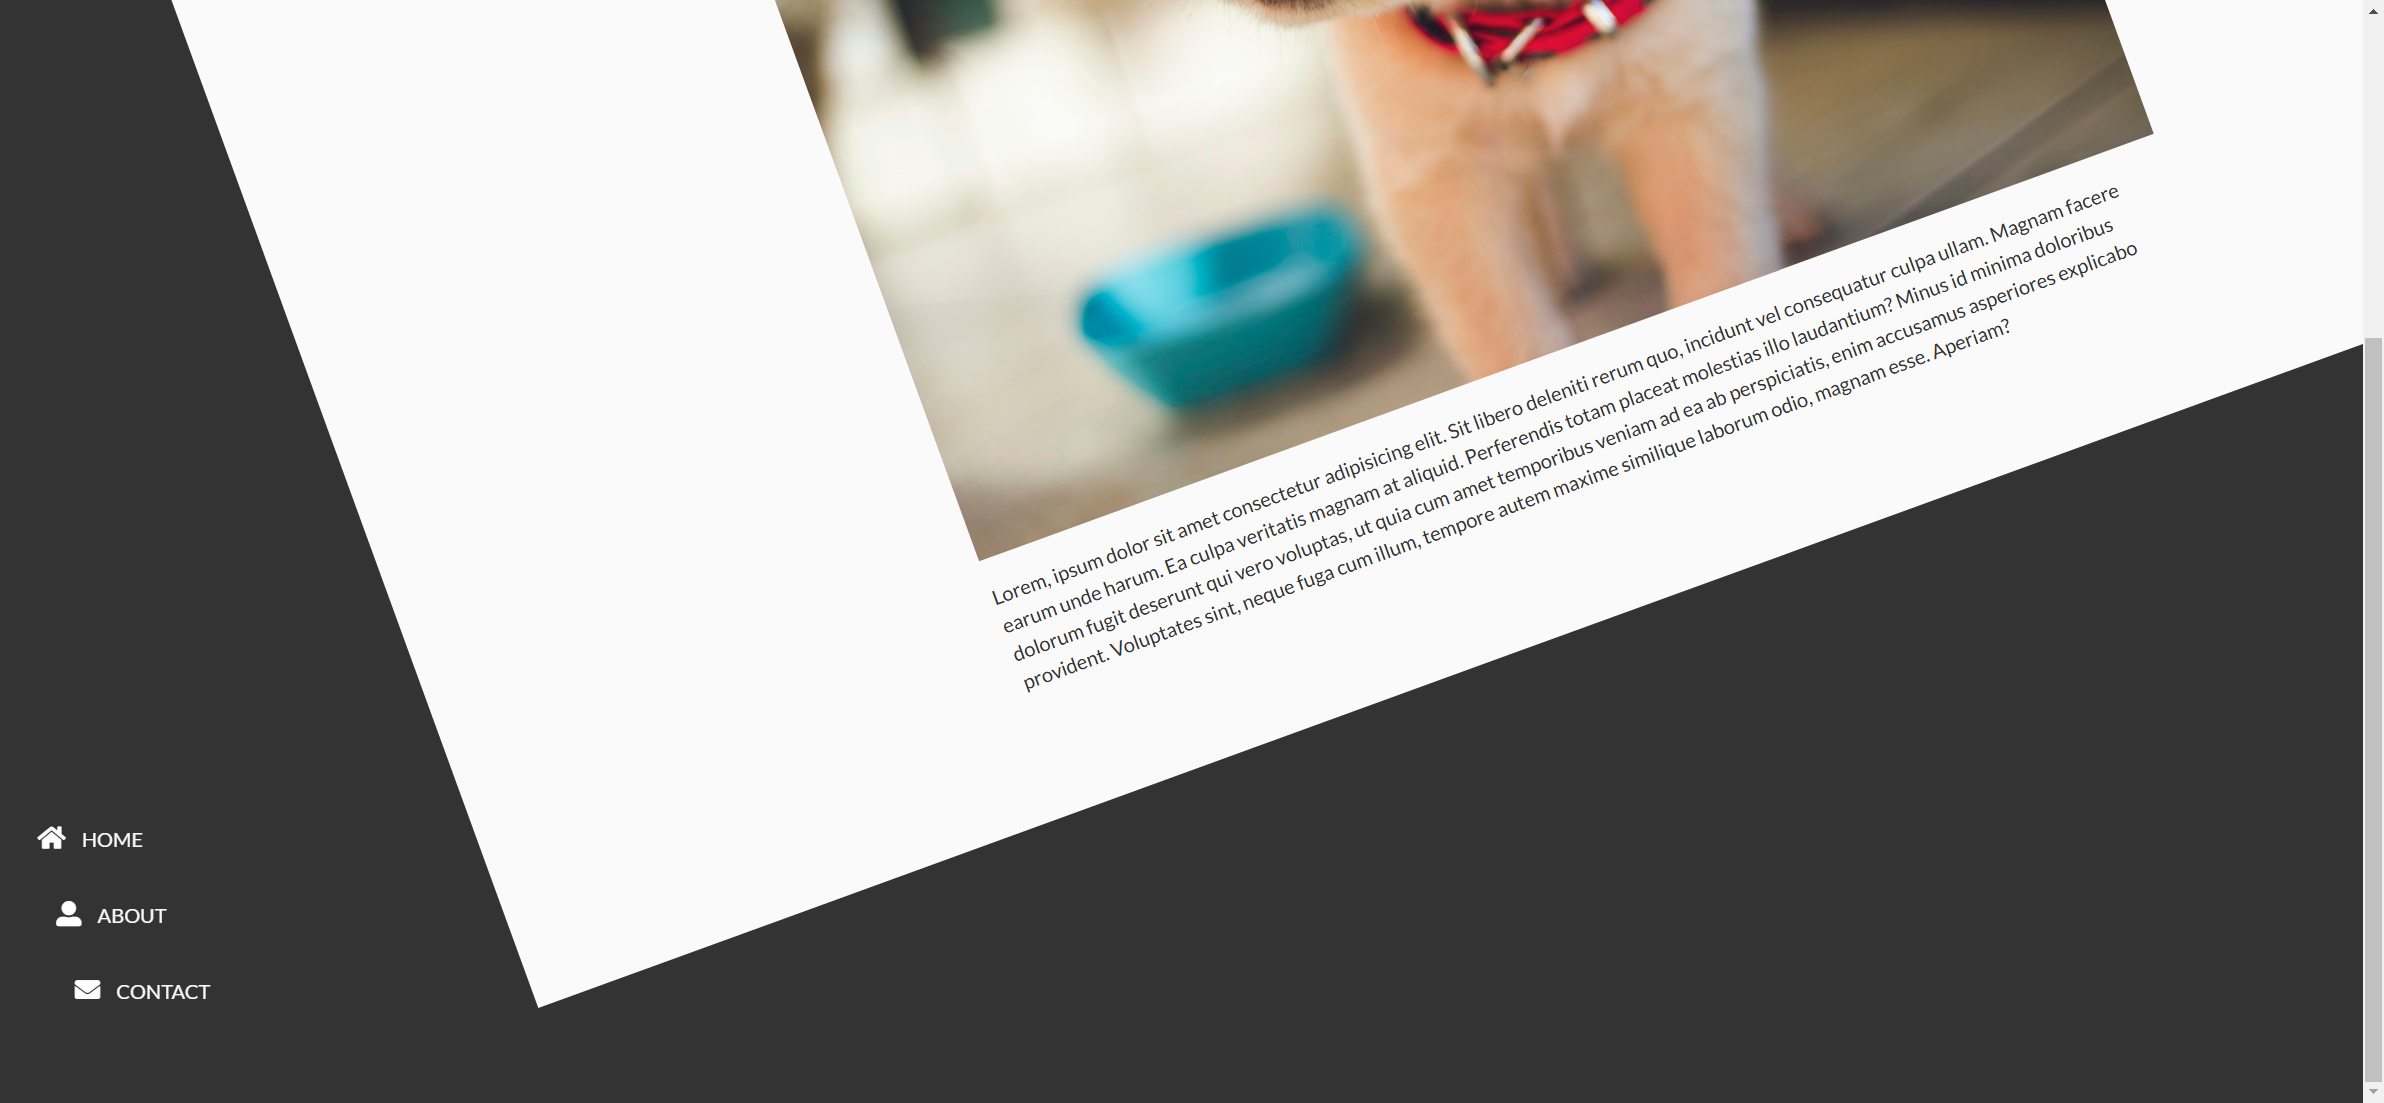 Lorem, ipsum dolor sit amet consectetur adipisicing elit. Sit libero deleniti rerum quo, incidunt vel consequatur culpa ullam. Magnam facere
earum unde harum. Ea culpa veritatis magnam at aliquid. Perferendis totam placeat molestias illo laudantium? Minus id minima doloribus
dolorum fugit deserunt qui vero voluptas, ut quia cum amet temporibus veniam ad ea ab perspiciatis, enim accusamus asperiores explicabo
provident. Voluptates sint, neque fuga cum illum, tempore autem maxime similique laborum odio, magnam esse. Aperiam?
HOME
ABOUT
CONTACT